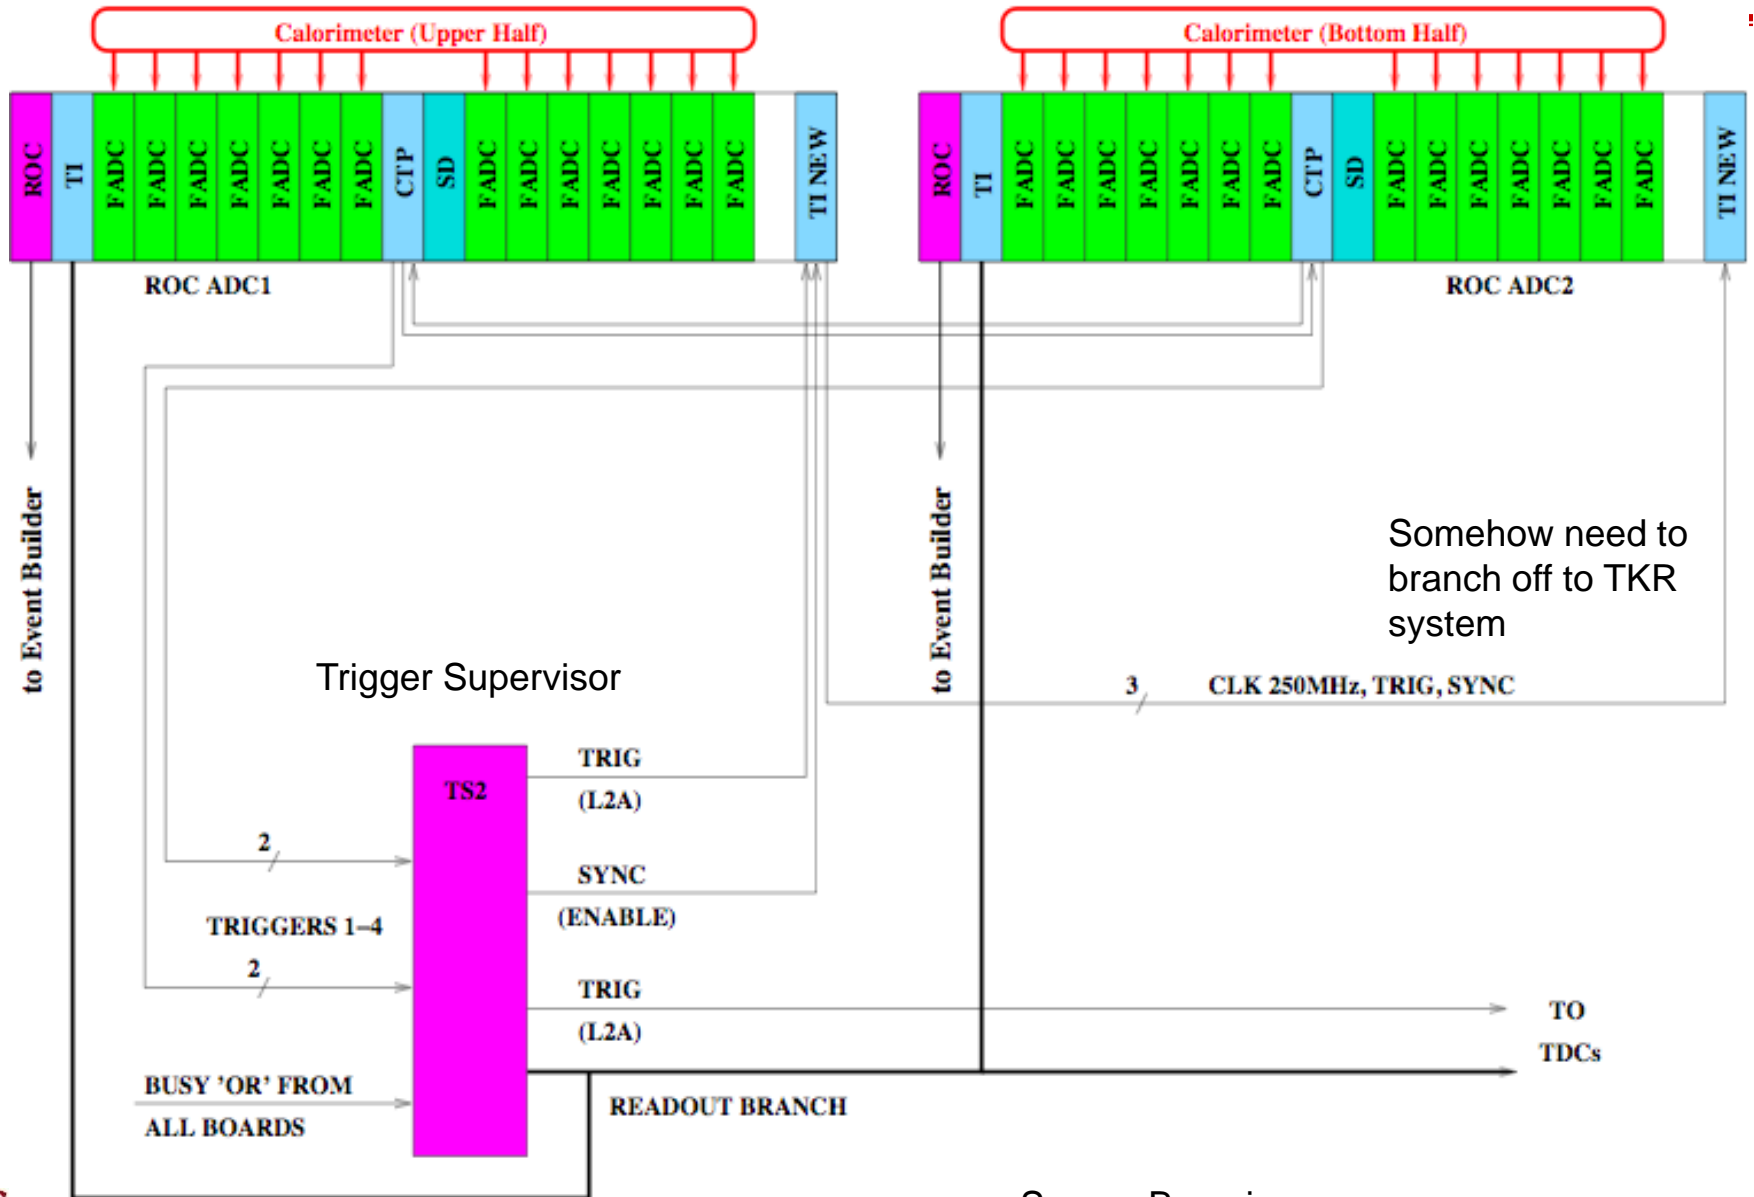 Calorimeter (Upper Half)
Calorimeter (Bottom Half)
ROC TI FADC FADC FADC FADC FADC FADC FADC CTP SD FADC FADC FADC FADC FADC FADC FADC TI NEW
ROC TI FADC FADC FADC FADC FADC FADC FADC CTP SD FADC FADC FADC FADC FADC FADC FADC TI NEW
ROC ADC1
ROC ADC2
to Event Builder
to Event Builder
Somehow need to
branch off to TKR
system
Trigger Supervisor
3 CLK 250MHz, TRIG, SYNC
TS2
TRIG
(L2A)
2
SYNC
(ENABLE)
TRIGGERS 1–4
2
TRIG
(L2A)
TO
TDCs
BUSY 'OR' FROM
ALL BOARDS
READOUT BRANCH